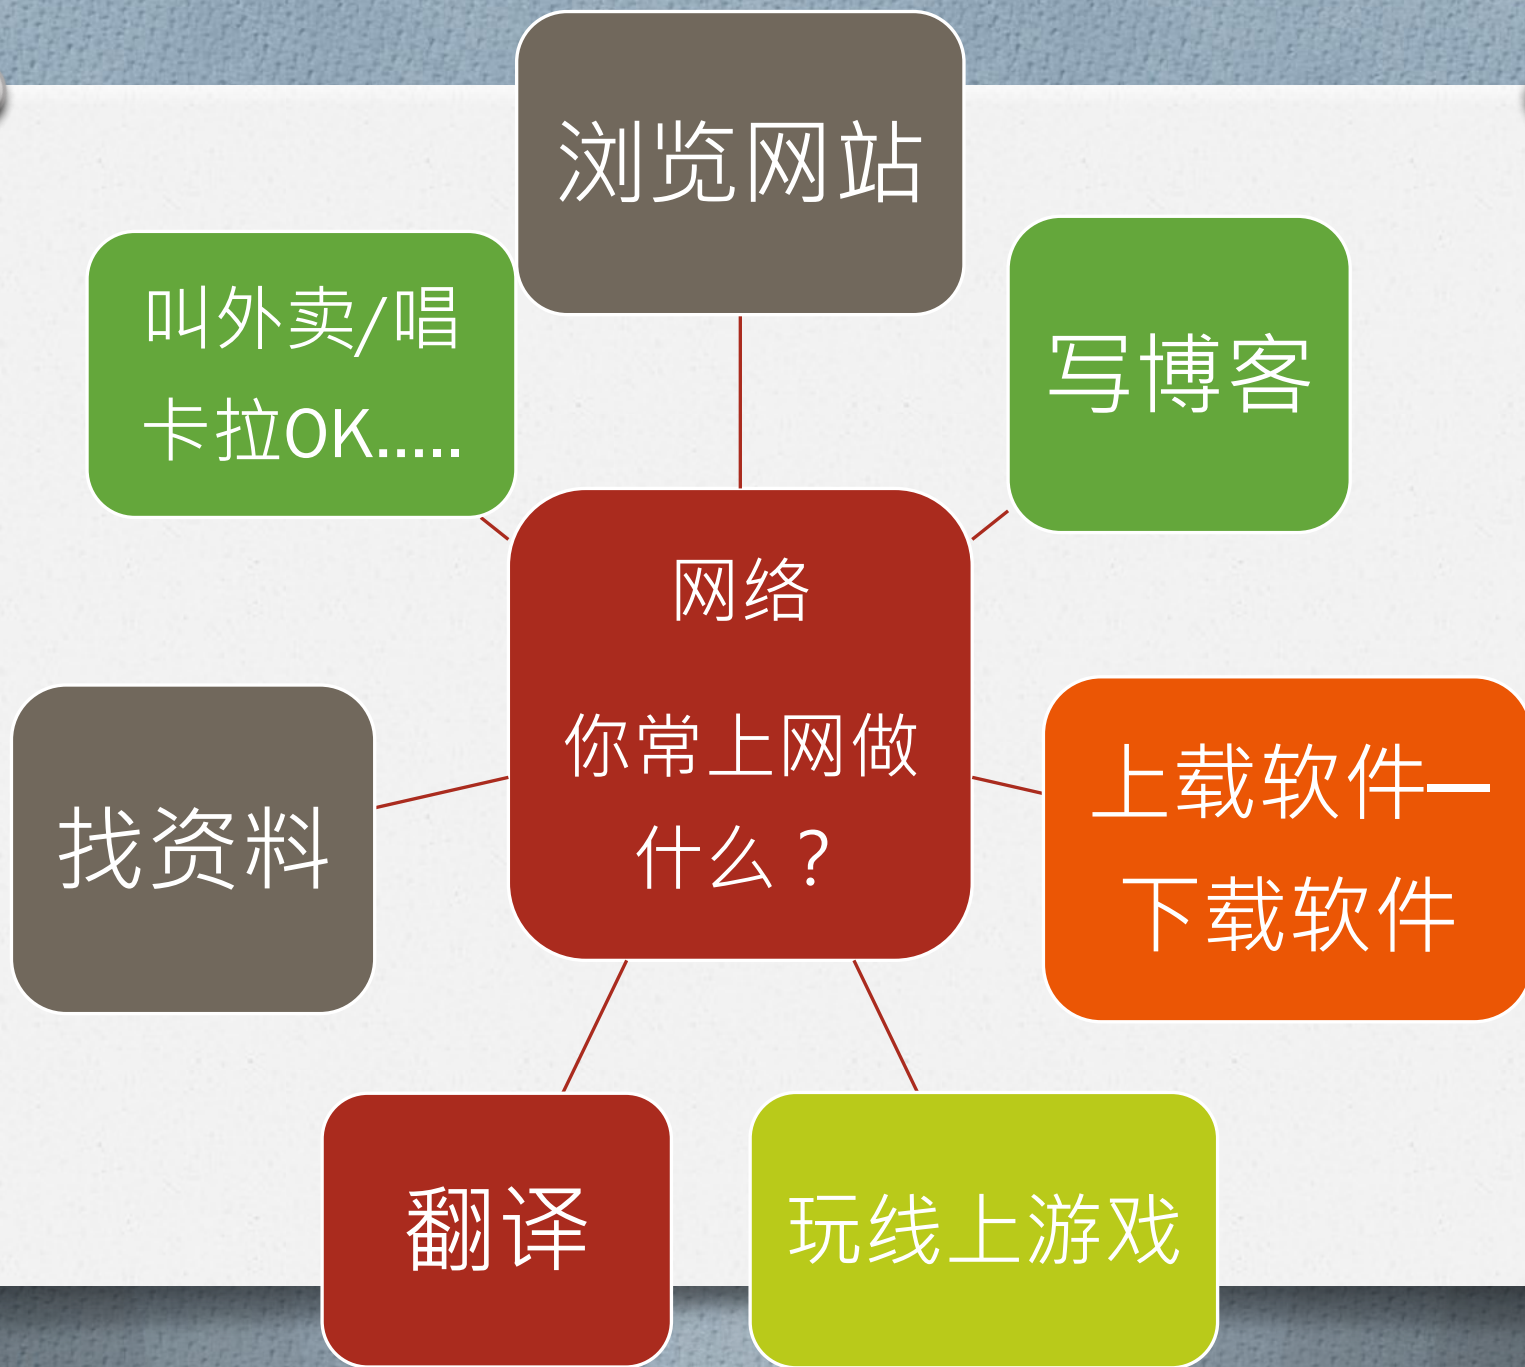 浏览网站
叫外卖/唱
卡拉OK.....
写博客
网络
你常上网做
什么？
找资料
上载软件—
下载软件
翻译
玩线上游戏